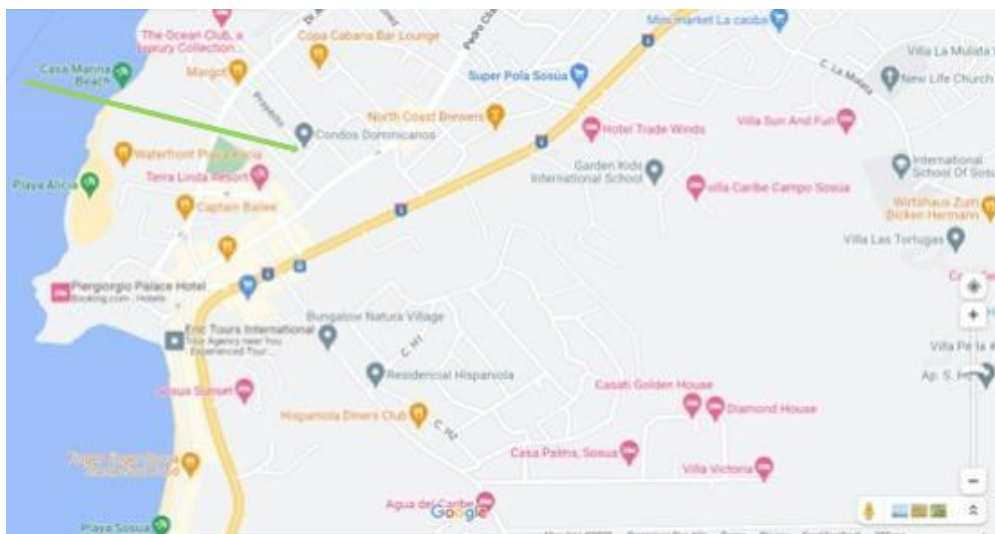 The Ocean Club, a
Luxury Collection...
Copa Cabana Bar Lounge
Mini market La caoba
Villa La Mulata
Casa Marina
Beach
Margot
Super Pola Sosúa
C. La Mulata
New Life Church
Proyecto
Condos Dominicanos
North Coast Brewers
Hotel Trade Winds
Villa Sun And Fun
Waterfront Playa Alicia
Garden Kids
International School
International
School Of Sosu
Playa Alicia
Terra Linda Resort
villa Caribe Campo Sosúa
Captain Bailee
Wirtshaus Zum
Dicken Hermann
Villa Las Tortugas
Piergiorgio Palace Hotel
Booking.com - Hotels
Bungalow Natura Village
Eric Tours International
Tour Agency near You
Experienced Tour...
C. H1
Residencial Hispaniola
Sosua Sunset
Casati Golden House
Diamond House
Hispaniola Diners Club
C. H2
Casa Palms, Sosua
Villa Victoria
Agua del Caribe
Google
Playa Sosua